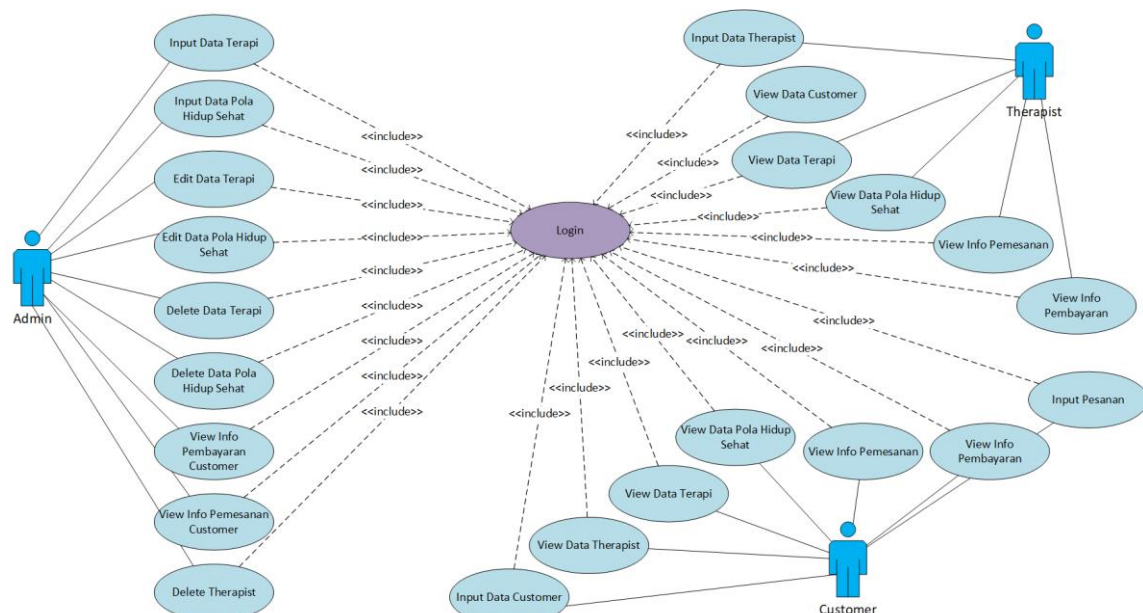 Input Data Terapi
Input Data Pola
Hidup Sehat
Edit Data Terapi
Edit Data Pola Hidup
Sehat
Delete Data Terapi
Delete Data Pola
Hidup Sehat
View Info
Pembayaran
Customer
View Info Pemesanan
Customer
Delete Therapist
Admin
<<include>>
<<include>>
<<include>>
<<include>>
<<include>>
<<include>>
<<include>>
<<include>>
<<include>>
Login
Input Data Therapist
View Data Customer
View Data Terapi
View Data Pola Hidup
Sehat
View Info Pemesanan
View Info
Pembayaran
Therapist
<<include>>
<<include>>
<<include>>
<<include>>
<<include>>
<<include>>
<<include>>
<<include>>
<<include>>
<<include>>
<<include>>
<<include>>
<<include>>
Input Pesanan
View Info
Pembayaran
View Info Pemesanan
View Data Pola Hidup
Sehat
View Data Terapi
View Data Therapist
Input Data Customer
Customer